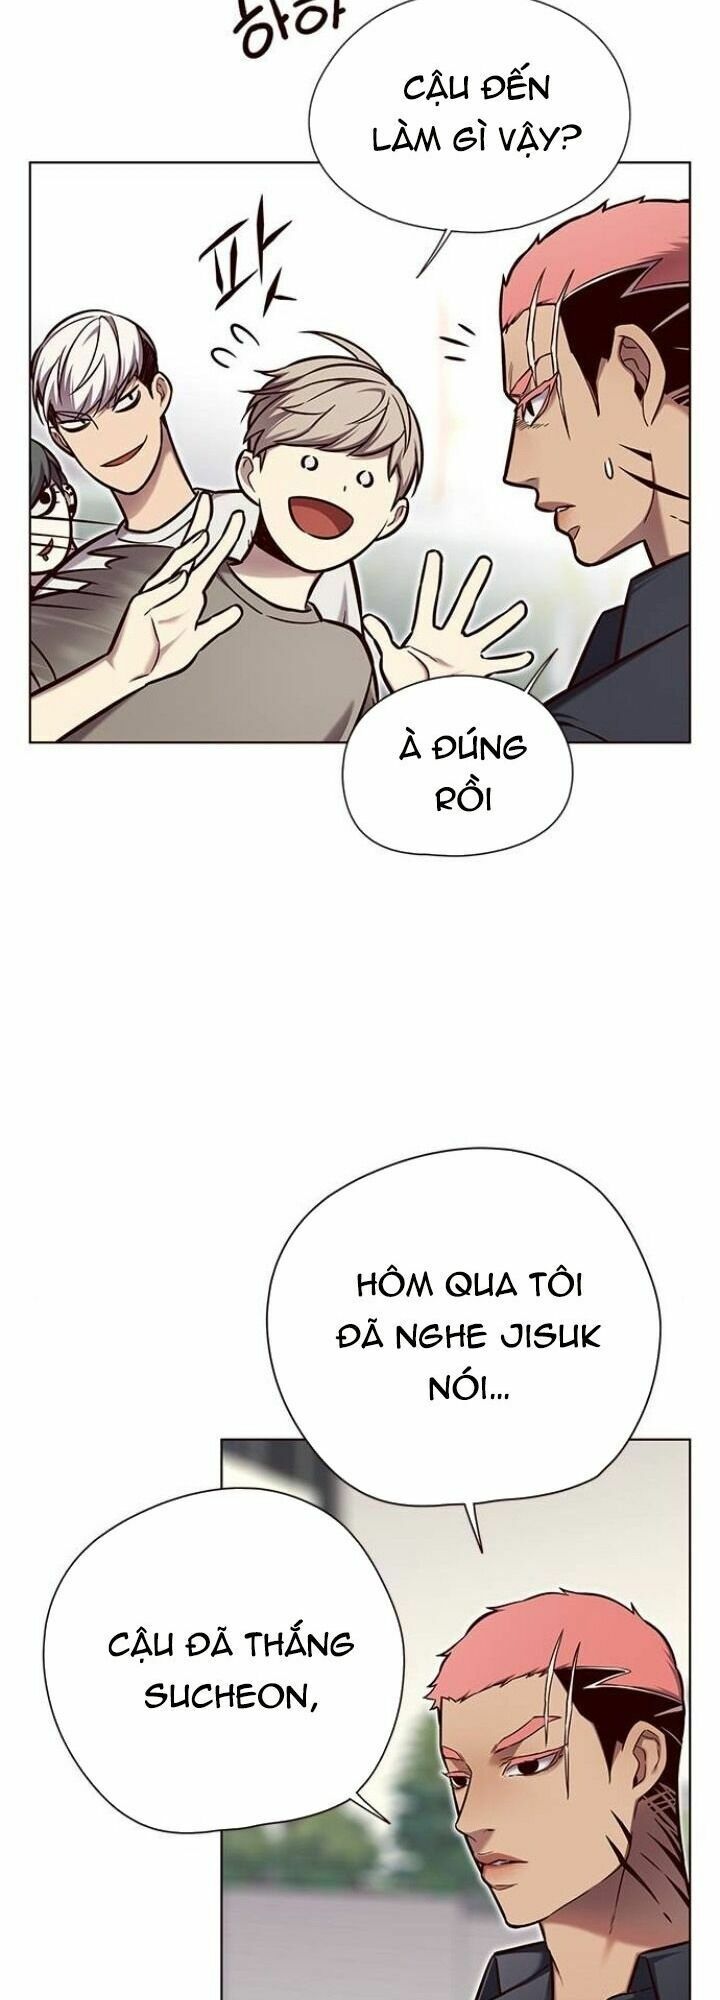 하하
CẬU ĐẾN
LÀM GÌ VẬY?
팍
À ĐÚNG
RỒI
HÔM QUA TÔI
ĐÃ NGHE JISUK
NÓI...
CẬU ĐÃ THẮNG
SUCHEON,